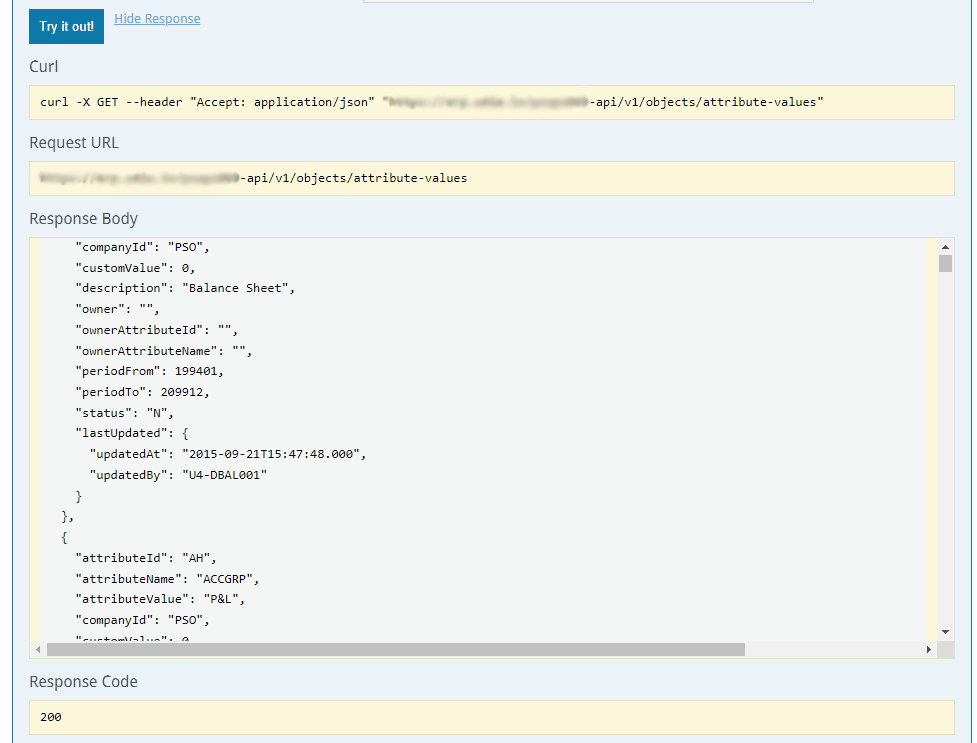 Try it out! Hide Response
Curl
curl -X GET --header "Accept: application/json" " -api/v1/objects/attribute-values"
Request URL
-api/v1/objects/attribute-values
Response Body
"companyId": "PSO",
"customValue": 0,
"description": "Balance Sheet",
"owner": "",
"ownerAttributeId": "",
"ownerAttributeName": "",
"periodFrom": 199401,
"periodTo": 209912,
"status": "N",
"lastUpdated": {
"updatedAt": "2015-09-21T15:47:48.000",
"updatedBy": "U4-DBAL001"
}
},
{
"attributeId": "AH",
"attributeName": "ACCGRP",
"attributeValue": "P&L",
"companyId": "PSO",
"customValue": 0
Response Code
200